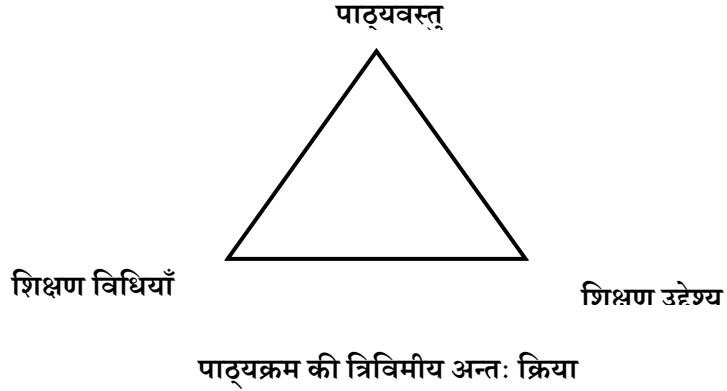 पाठ्यवस्तु
शिक्षण विधियाँ
शिक्षण उद्देश्य
पाठ्यक्रम की त्रिविमीय अन्तः क्रिया